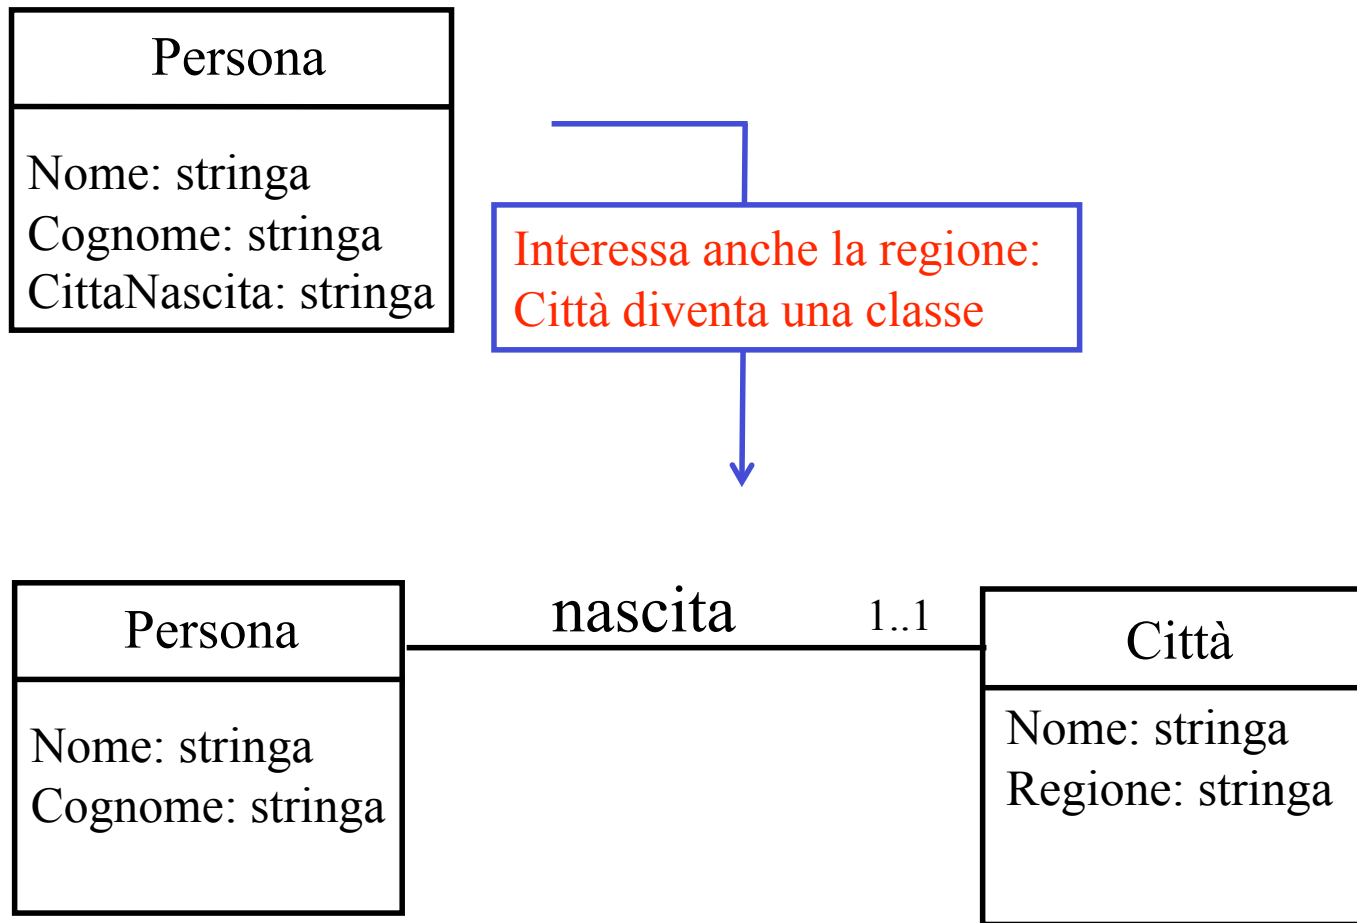 Persona
Nome: stringa
Cognome: stringa
CittaNascita: stringa
Interessa anche la regione:
Città diventa una classe
Persona
Nome: stringa
Cognome: stringa
nascita
1..1
Città
Nome: stringa
Regione: stringa